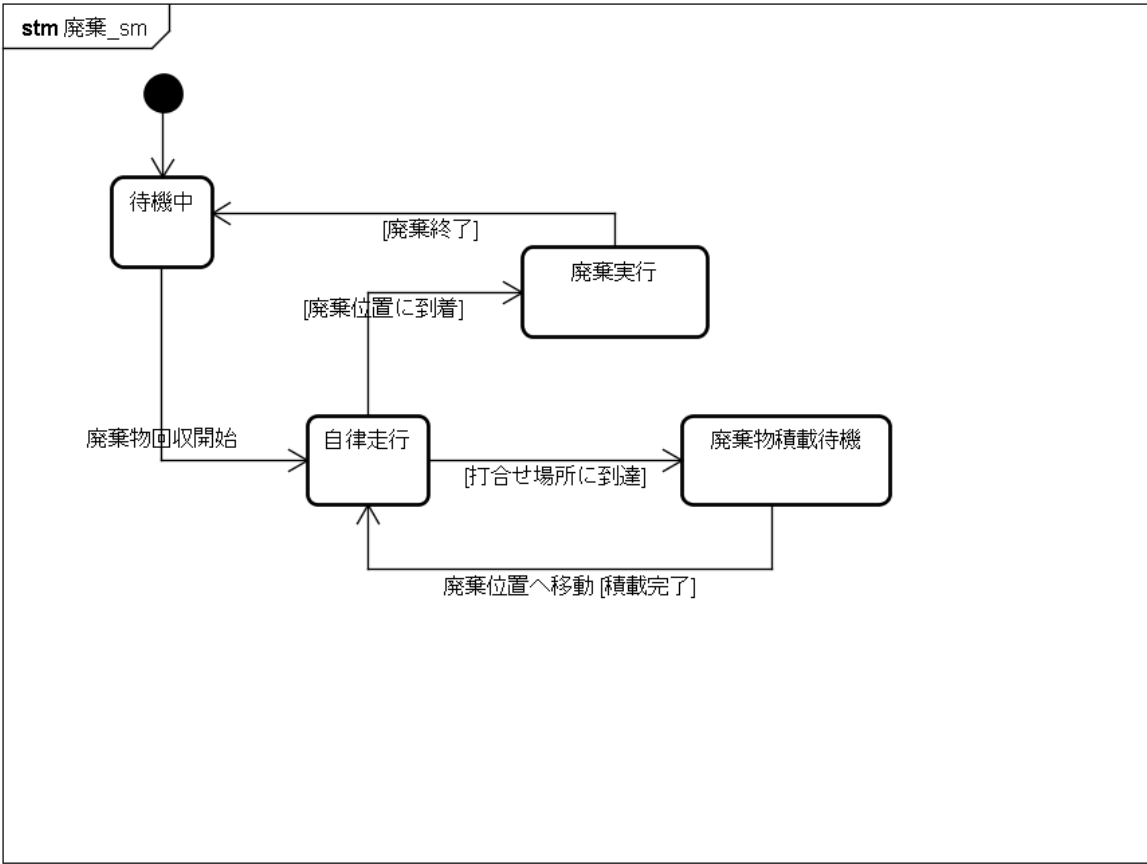 stm 廃棄_sm
待機中
[廃棄終了]
廃棄実行
[廃棄位置に到着]
廃棄物回収開始
自律走行
廃棄物積載待機
[打合せ場所に到達]
廃棄位置へ移動 [積載完了]